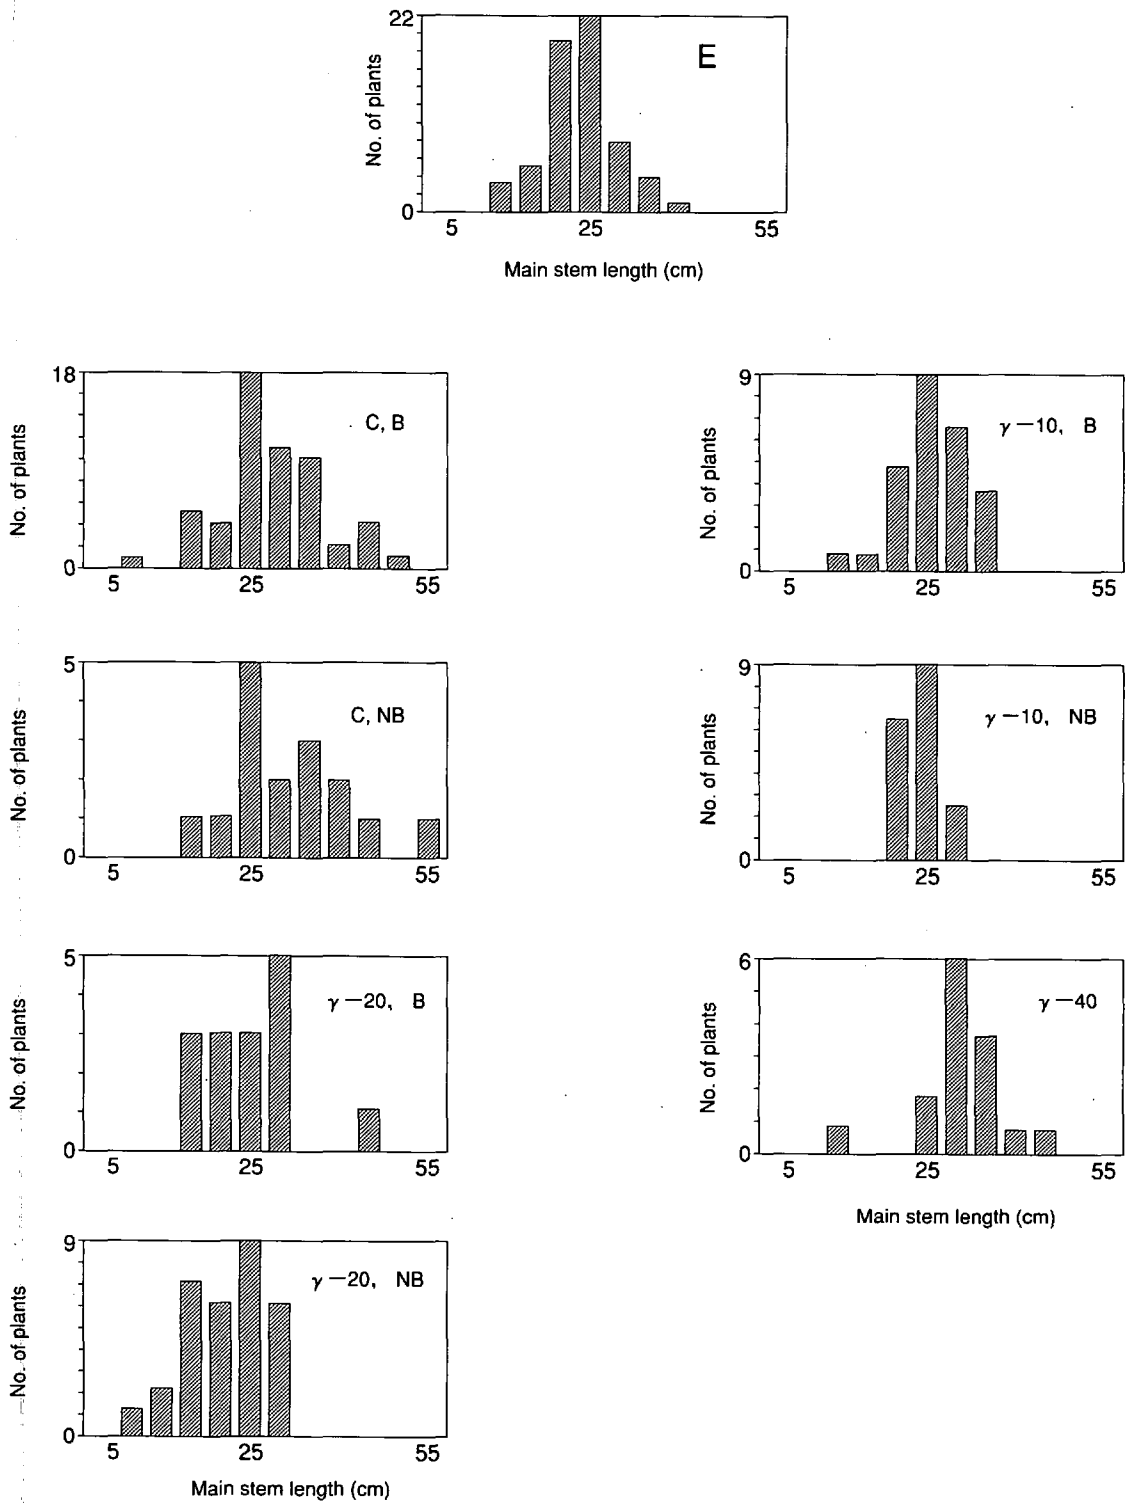 22
No. of plants
E
0
5 25 55
Main stem length (cm)
18
No. of plants
C, B
0
5 25 55
9
No. of plants
γ—10, B
0
5 25 55
5
No. of plants
C, NB
0
5 25 55
9
No. of plants
γ—10, NB
0
5 25 55
5
No. of plants
γ—20, B
0
5 25 55
6
No. of plants
γ—40
0
5 25 55
Main stem length (cm)
9
No. of plants
γ—20, NB
0
5 25 55
Main stem length (cm)